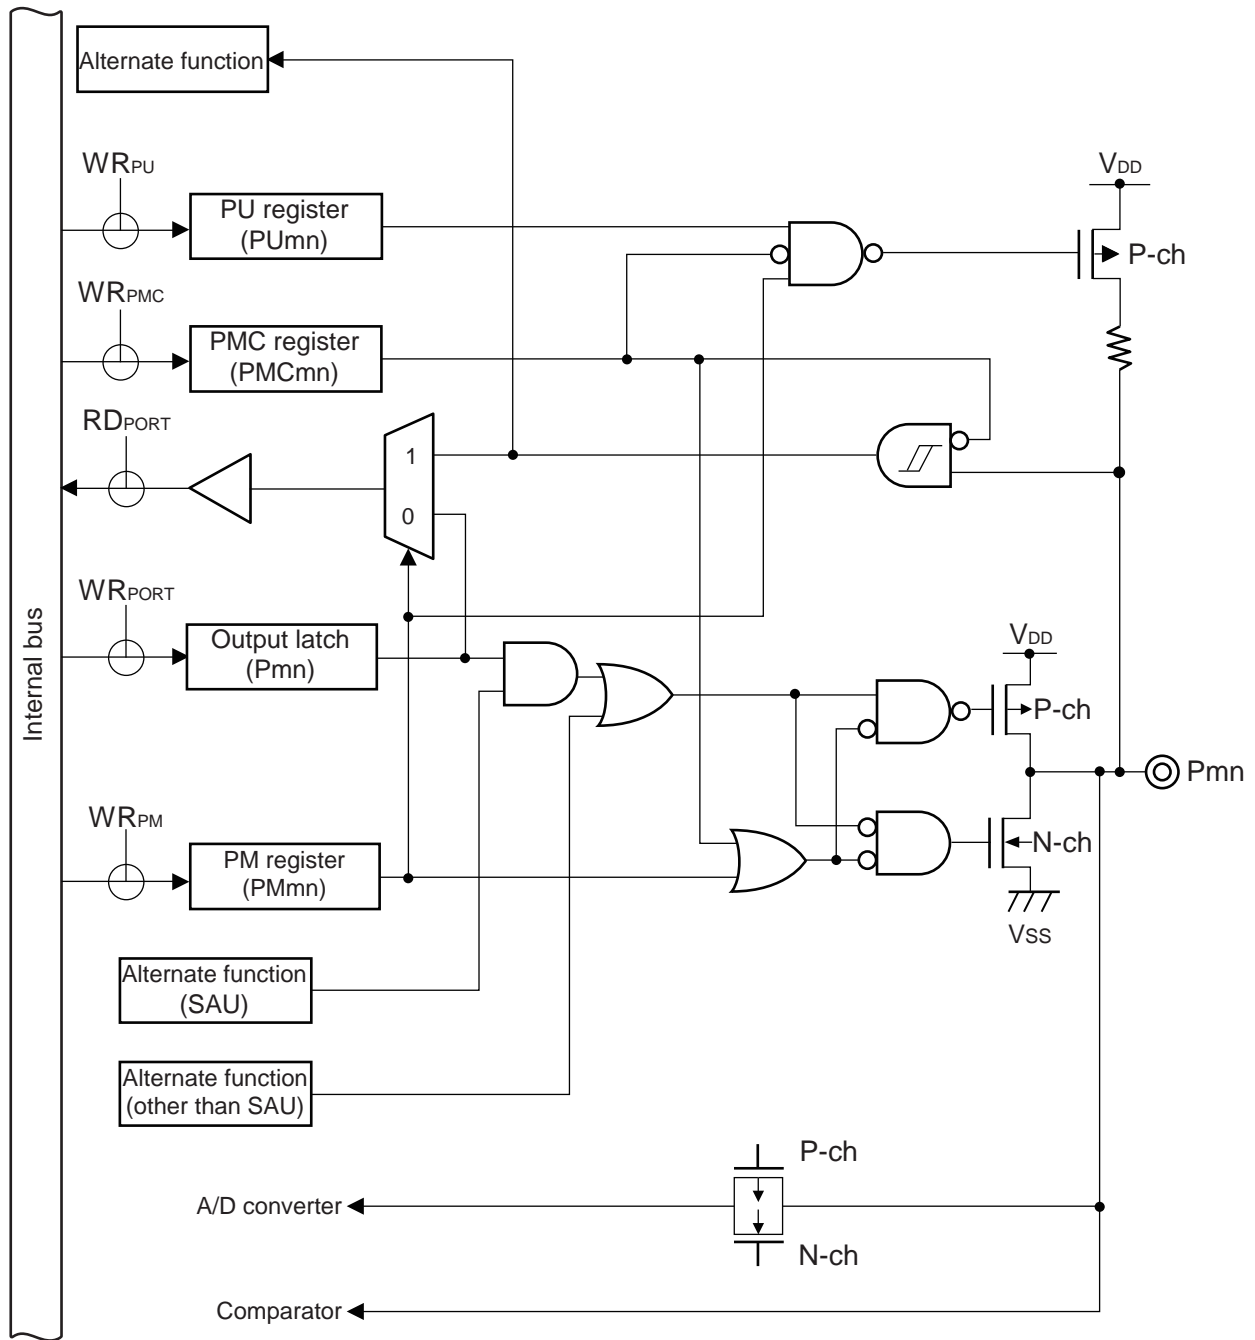 Alternate function
WRPU
PU register
(PUmn)
VDD
P-ch
WRPMC
PMC register
(PMCmn)
RDPORT
1
0
WRPORT
Output latch
(Pmn)
Internal bus
VDD
P-ch
Pmn
N-ch
VSS
WRPM
PM register
(PMmn)
Alternate function
(SAU)
Alternate function
(other than SAU)
P-ch
A/D converter
N-ch
Comparator